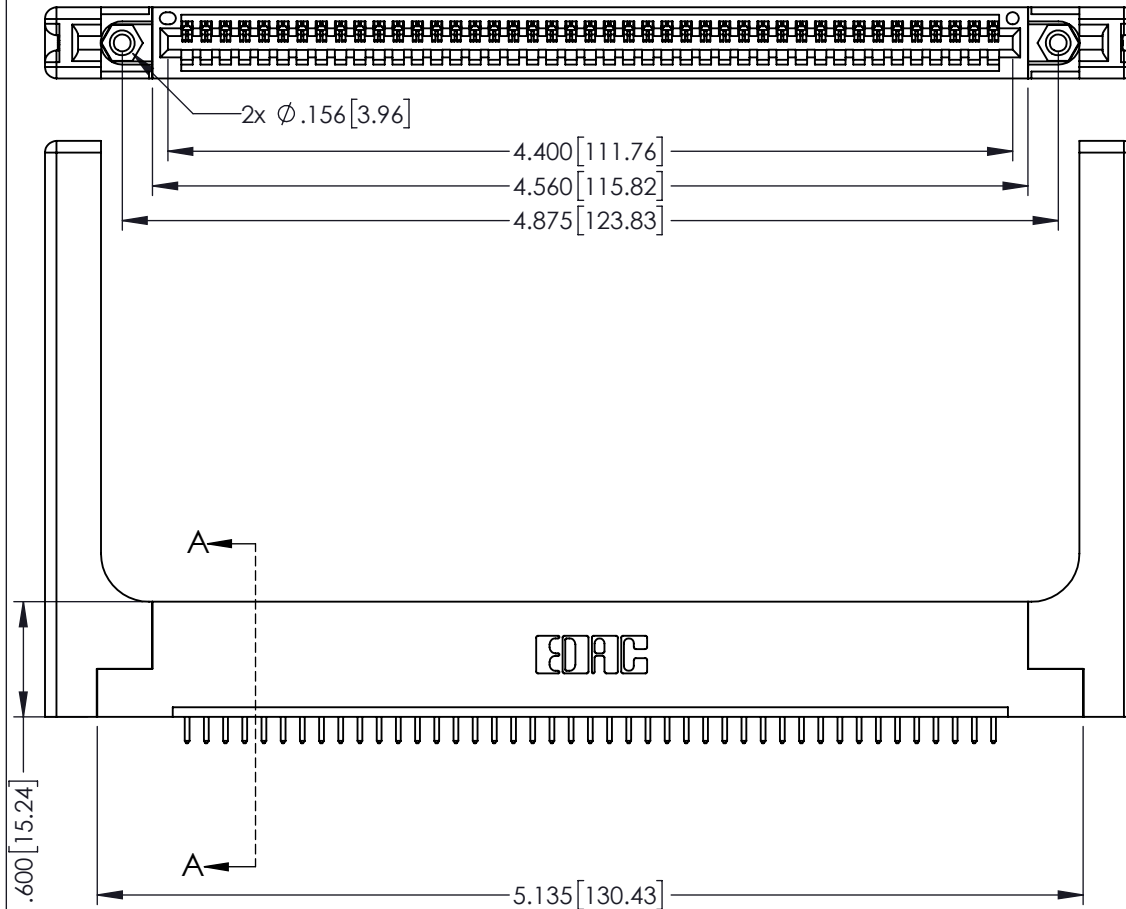 2x Ø.156[3.96]
4.400[111.76]
4.560[115.82]
4.875[123.83]
A
EDAC
.600[15.24]
A
5.135[130.43]